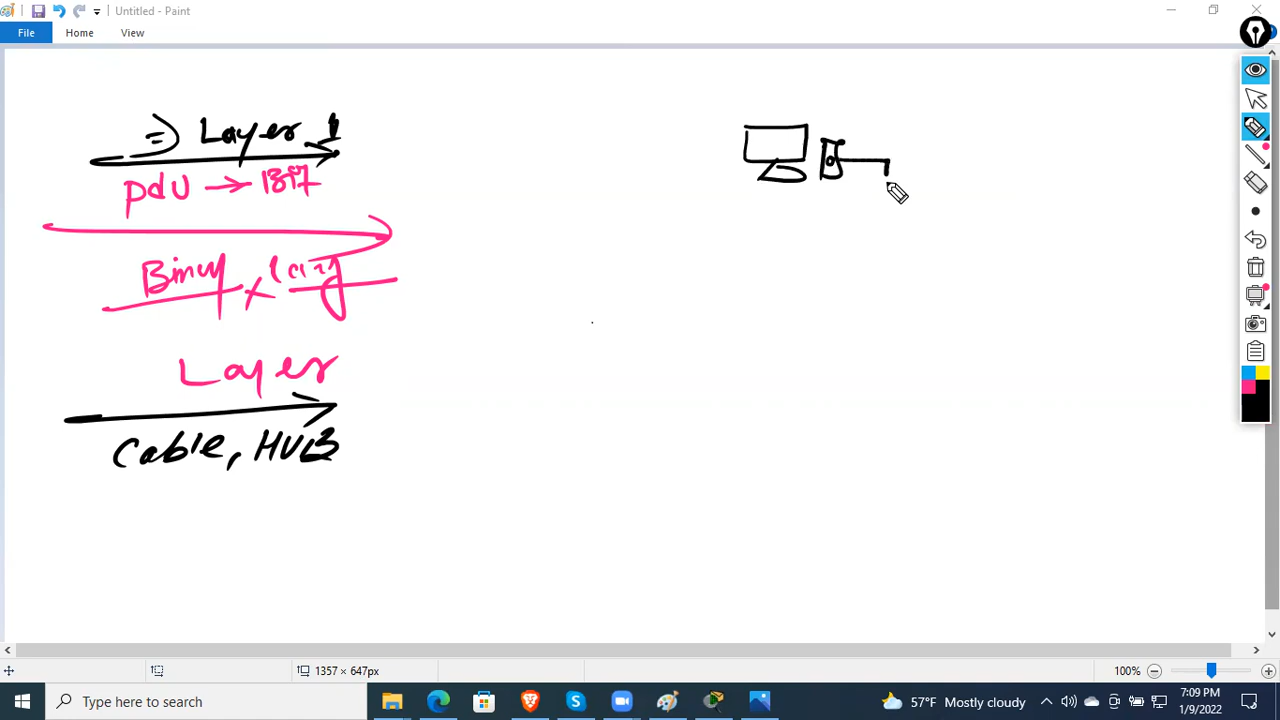 Untitled - Paint
File Home View
=) Layer 1
pdu → Bit
Layer
Cable, HUB
1357 × 647px
100%
Type here to search
57°F Mostly cloudy
7:09 PM
1/9/2022